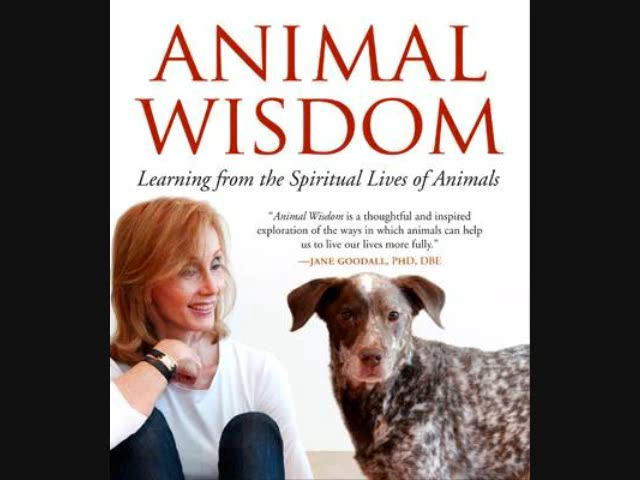 ANIMAL
WISDOM
Learning from the Spiritual Lives of Animals
“Animal Wisdom is a thoughtful and inspired
exploration of the ways in which animals can help
us to live our lives more fully.”
—JANE GOODALL, PHD, DBE